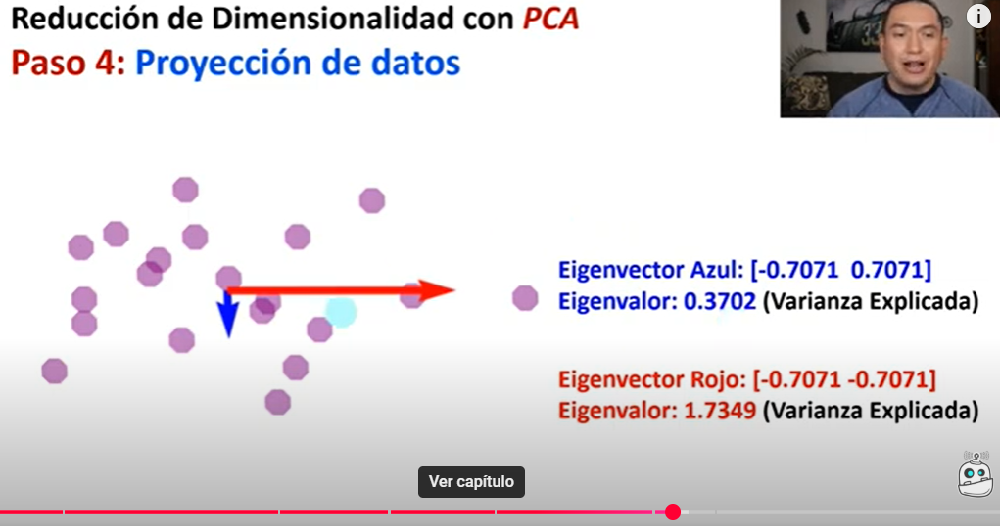 Reducción de Dimensionalidad con PCA
Paso 4: Proyección de datos
Eigenvector Azul: [-0.7071 0.7071]
Eigenvalor: 0.3702 (Varianza Explicada)
Eigenvector Rojo: [-0.7071 -0.7071]
Eigenvalor: 1.7349 (Varianza Explicada)
Ver capítulo